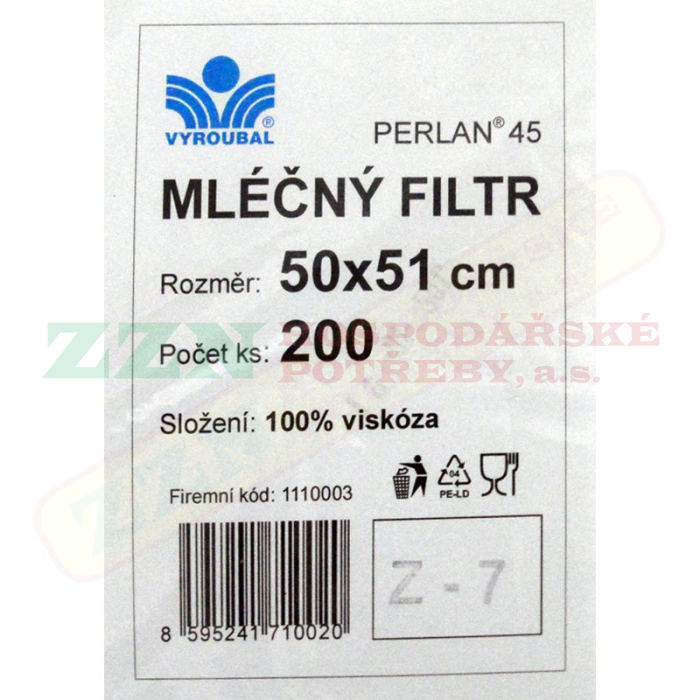 VYROUBAL®
PERLAN® 45
MLÉČNÝ FILTR
Rozměr: 50x51 cm
Počet ks: 200
ZZN HOSPODÁŘSKÉ
POTŘEBY, a.s.
Složení: 100% viskóza
04
PE-LD
Firemní kód: 1110003
Z - 7
8 595241 710020